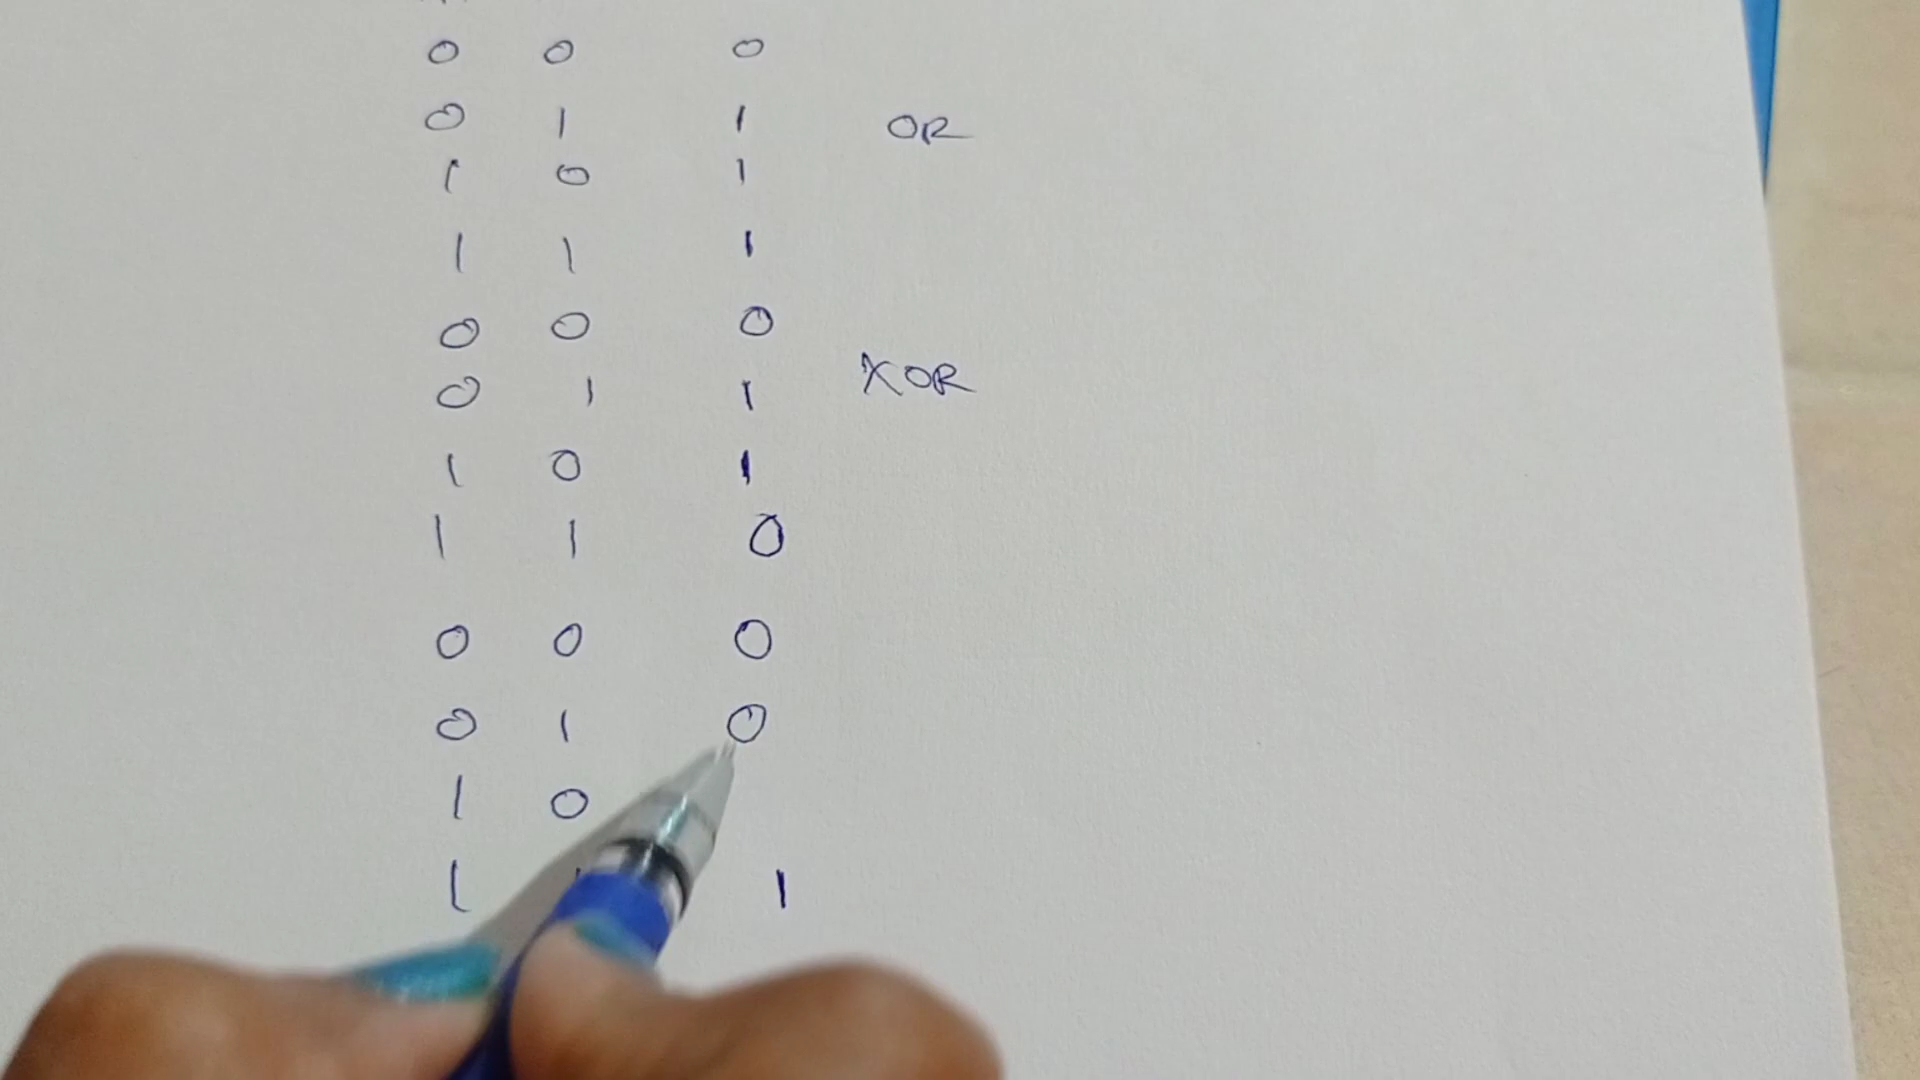 0 0 0
0 1 1 OR
1 0 1
1 1 1
0 0 0
0 1 1 XOR
1 0 1
1 1 0
0 0 0
0 1 0
1 0
1 1